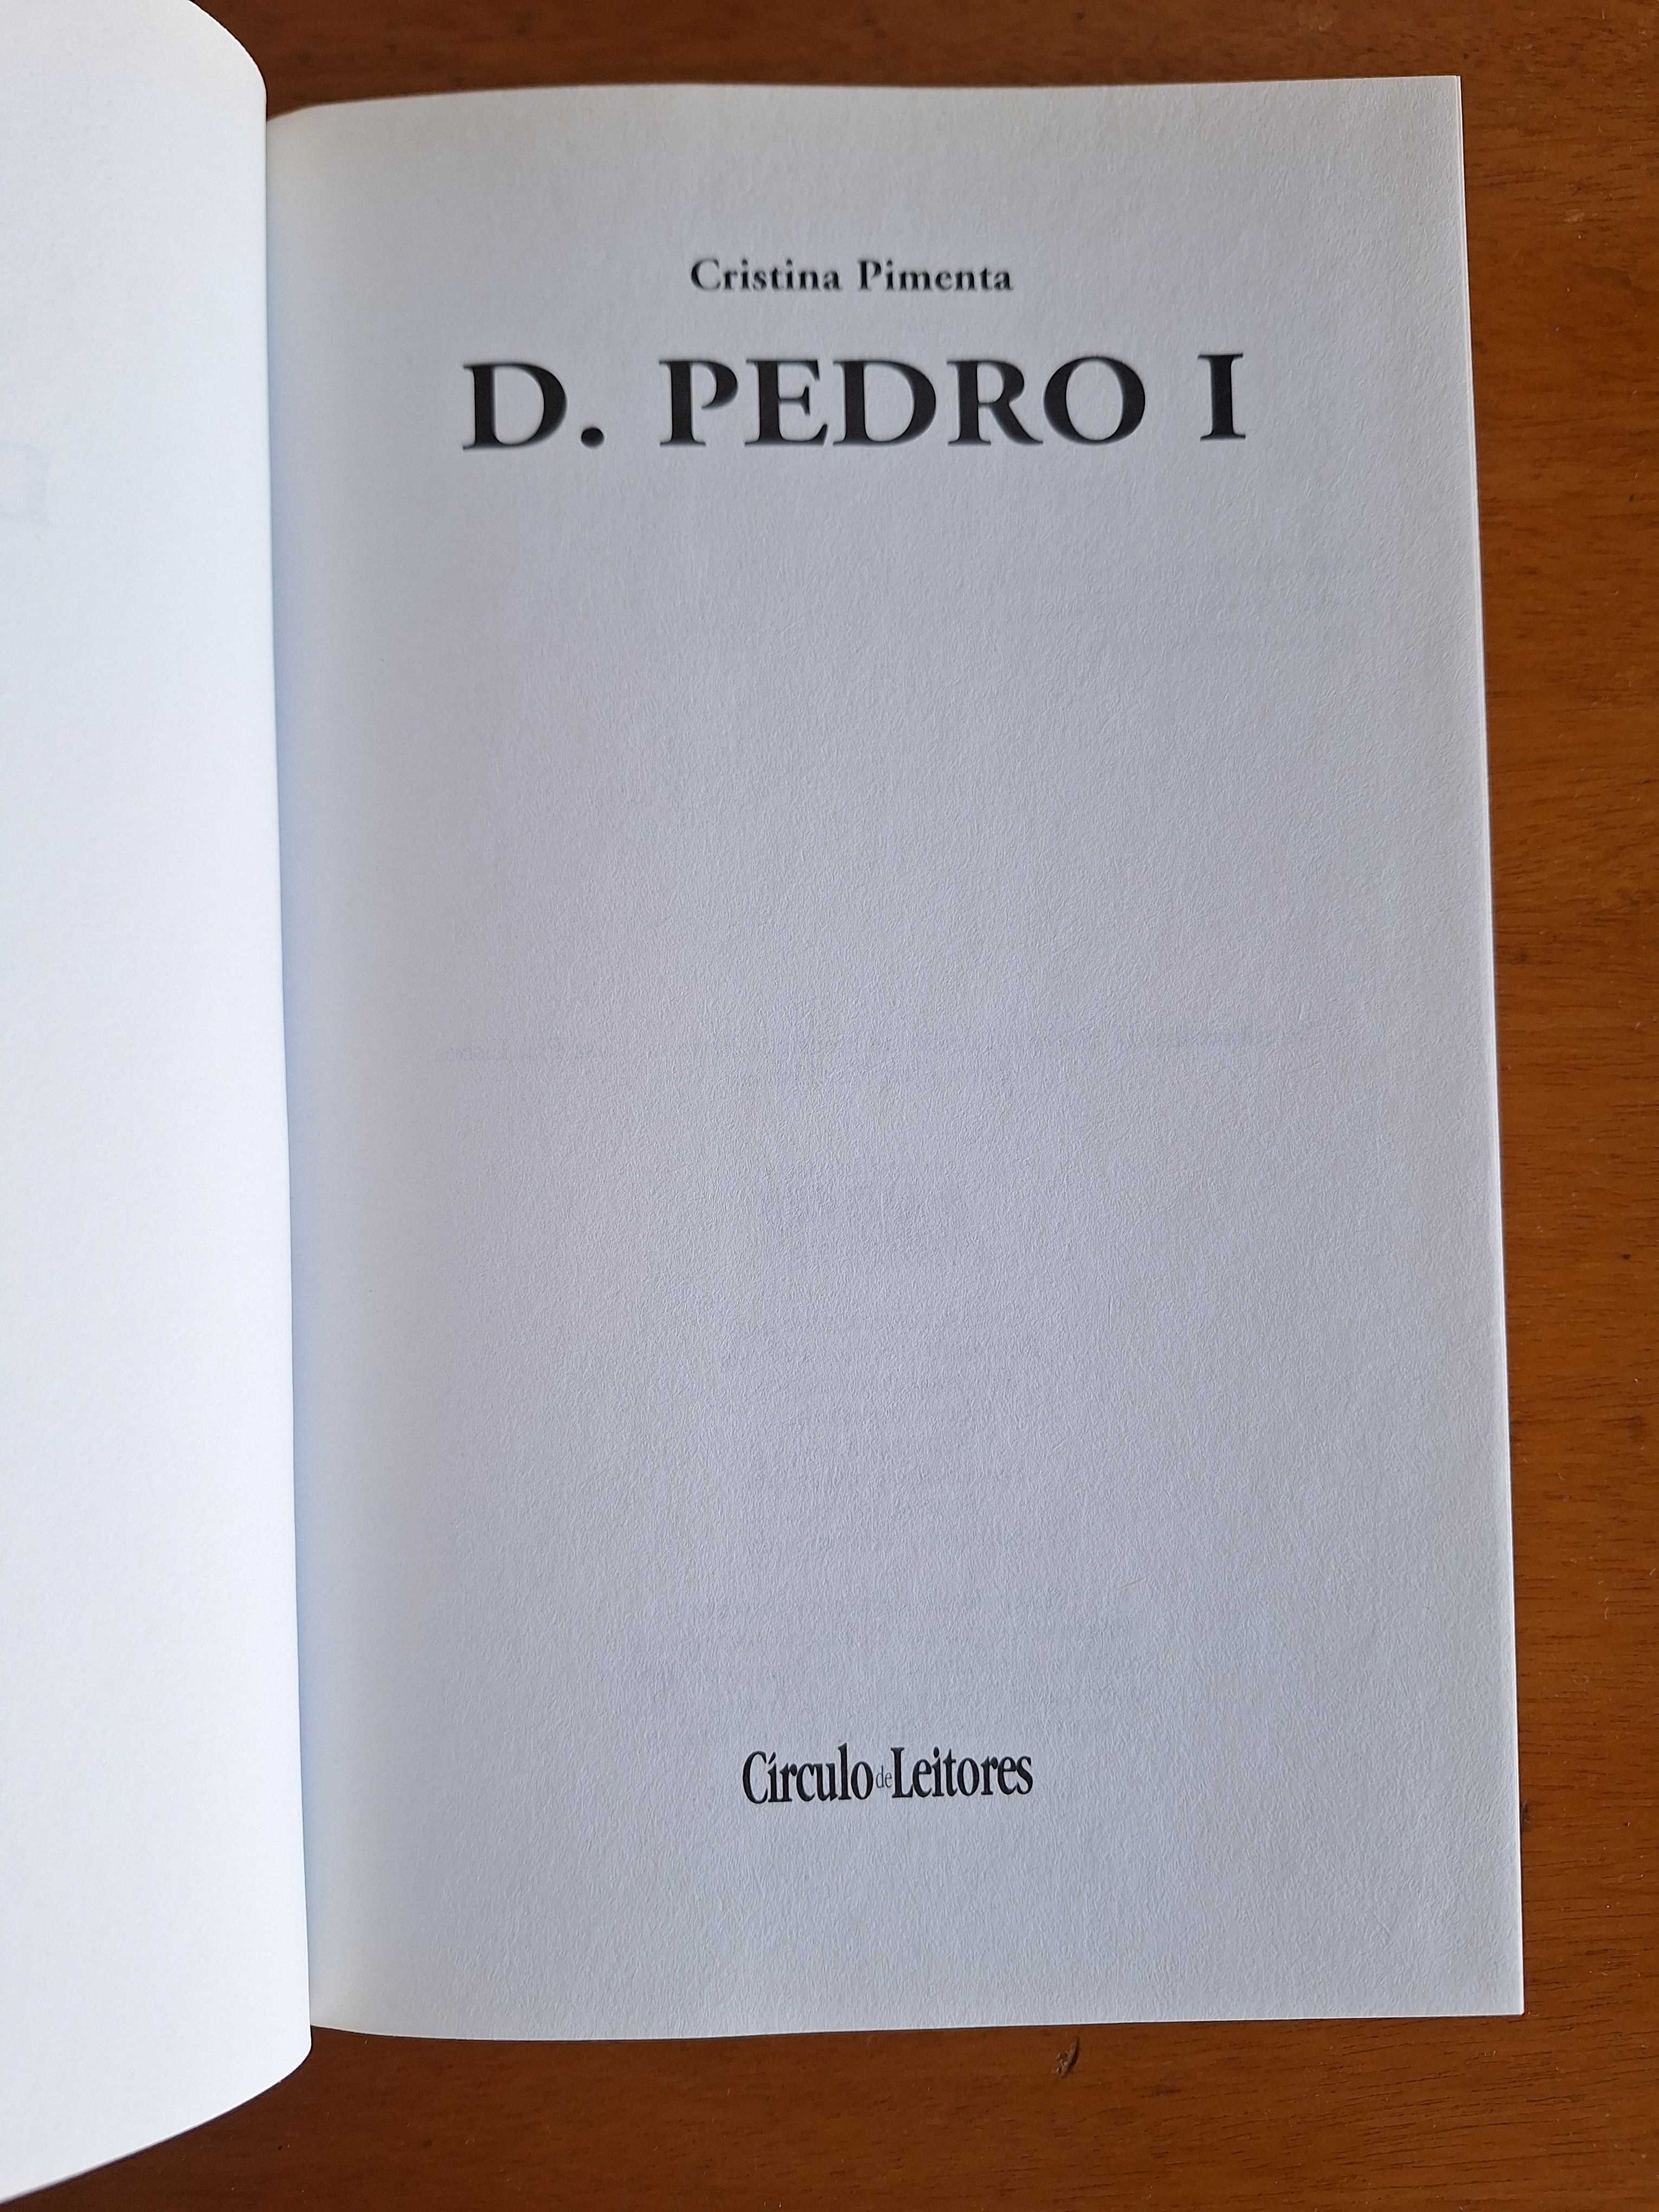 Cristina Pimenta
D. PEDRO I
Círculo de Leitores